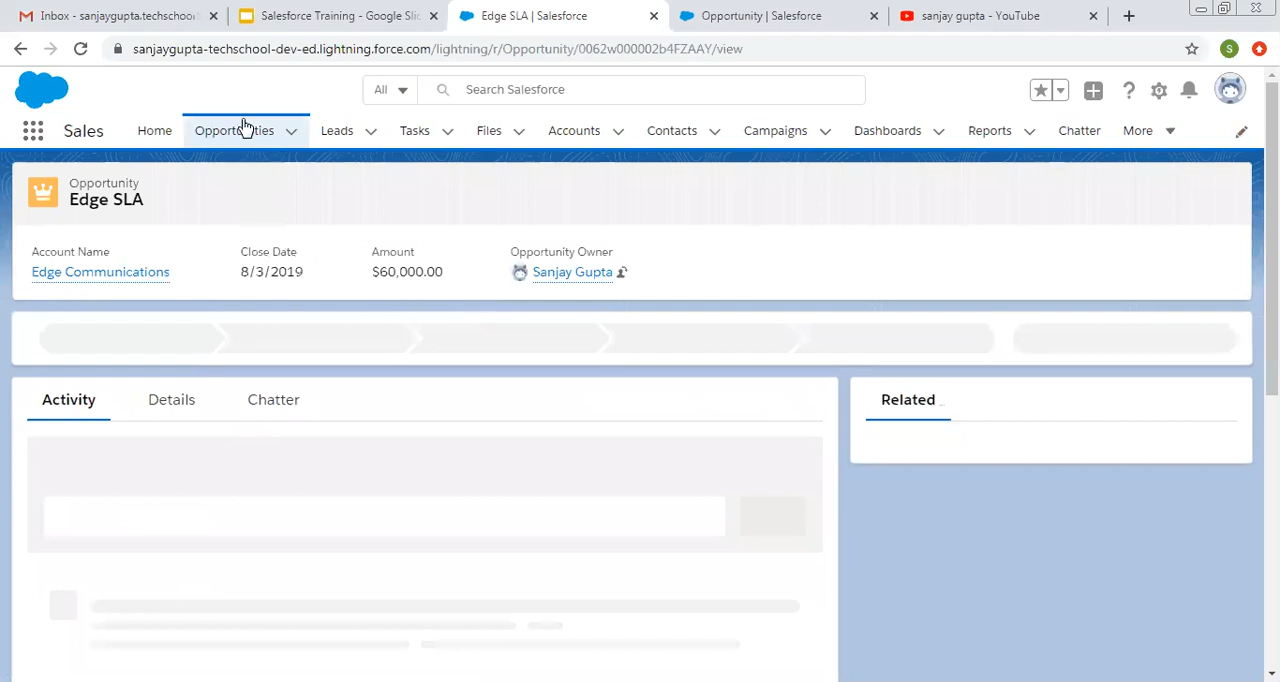 Inbox - sanjaygupta.techschool
Salesforce Training - Google Slid
Edge SLA | Salesforce
Opportunity | Salesforce
sanjay gupta - YouTube
sanjaygupta-techschool-dev-ed.lightning.force.com/lightning/r/Opportunity/0062w000002b4FZAAY/view
S
All
Search Salesforce
Sales
Home
Opportunities
Leads
Tasks
Files
Accounts
Contacts
Campaigns
Dashboards
Reports
Chatter
More
Opportunity
Edge SLA
Account Name
Close Date
Amount
Opportunity Owner
Edge Communications
8/3/2019
$60,000.00
Sanjay Gupta
Activity
Details
Chatter
Related